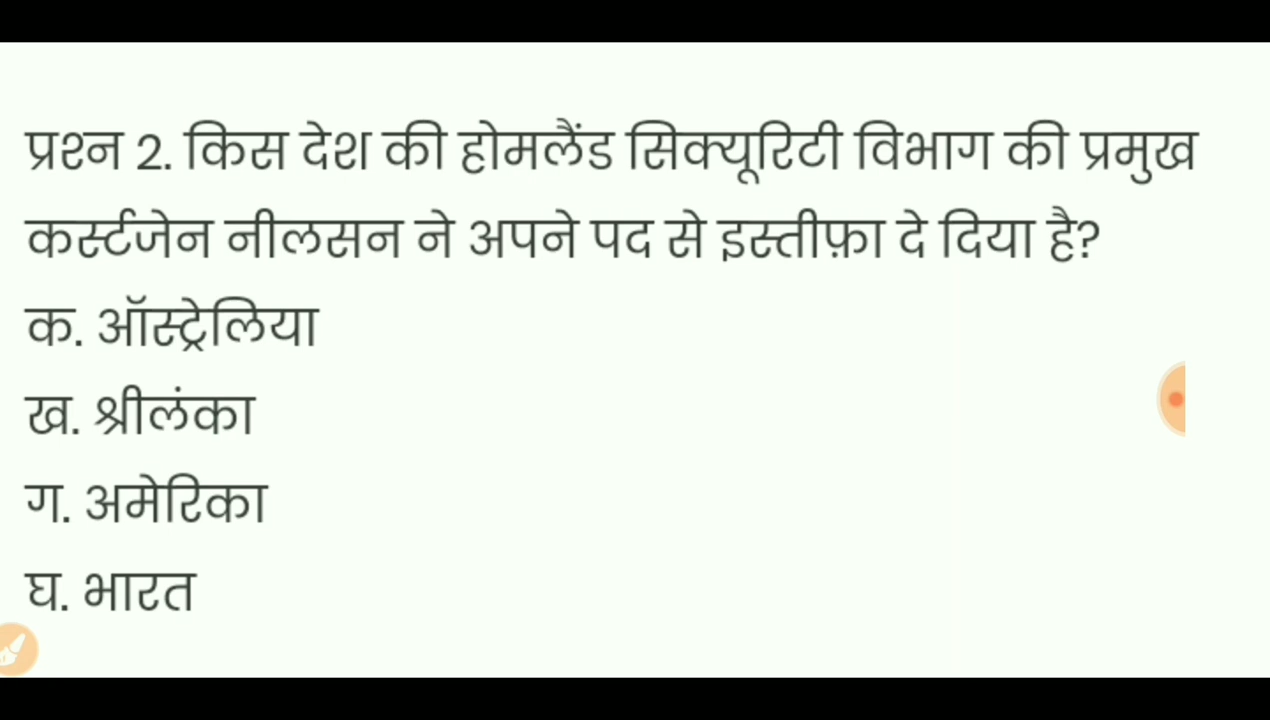 प्रश्न 2. किस देश की होमलैंड सिक्यूरिटी विभाग की प्रमुख
कर्स्टजेन नीलसन ने अपने पद से इस्तीफ़ा दे दिया है?
क. ऑस्ट्रेलिया
ख. श्रीलंका
ग. अमेरिका
घ. भारत